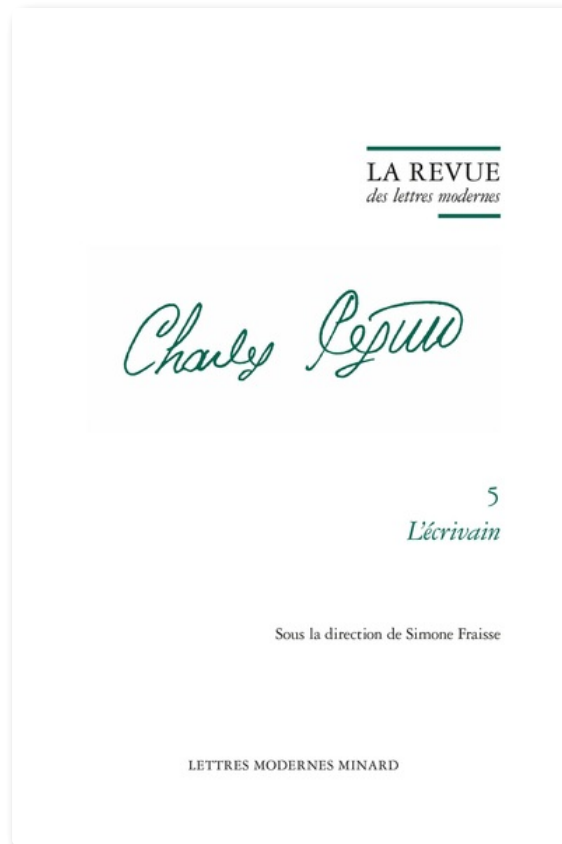 LA REVUE
des lettres modernes
Charles Péguy
5
L'écrivain
Sous la direction de Simone Fraisse
LETTRES MODERNES MINARD